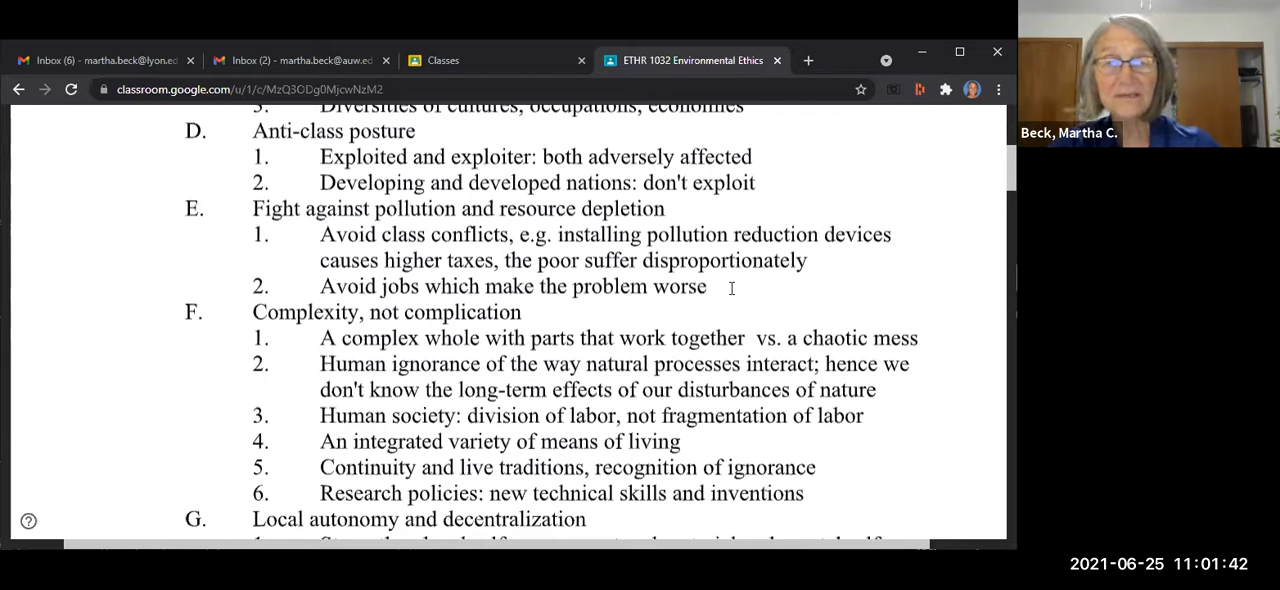 Inbox (6) - martha.beck@lyon.ed
Inbox (2) - martha.beck@auw.ed
Classes
ETHR 1032 Environmental Ethics
classroom.google.com/u/1/c/MzQ3ODg0MjcwNzM2
Beck, Martha C.
3. Diversities of cultures, occupations, economies
D. Anti-class posture
1. Exploited and exploiter: both adversely affected
2. Developing and developed nations: don't exploit
E. Fight against pollution and resource depletion
1. Avoid class conflicts, e.g. installing pollution reduction devices
causes higher taxes, the poor suffer disproportionately
2. Avoid jobs which make the problem worse
F. Complexity, not complication
1. A complex whole with parts that work together vs. a chaotic mess
2. Human ignorance of the way natural processes interact; hence we
don't know the long-term effects of our disturbances of nature
3. Human society: division of labor, not fragmentation of labor
4. An integrated variety of means of living
5. Continuity and live traditions, recognition of ignorance
6. Research policies: new technical skills and inventions
G. Local autonomy and decentralization
2021-06-25 11:01:42